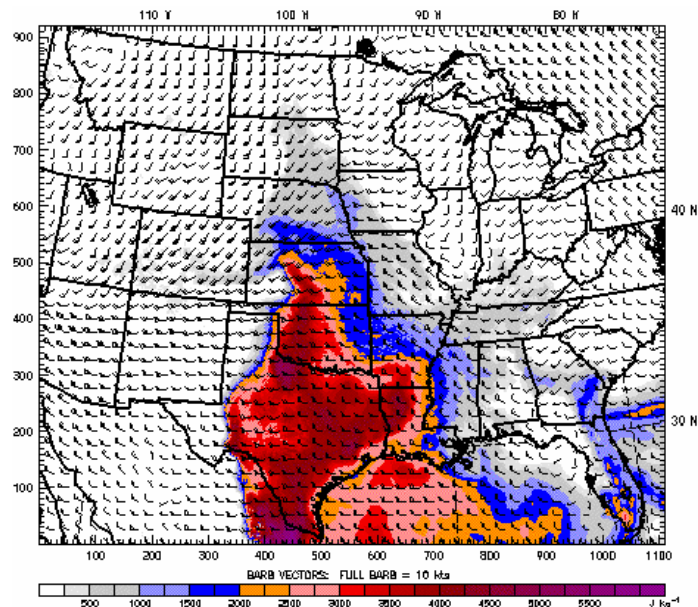 110 W 100 W 90 W 80 W
900
800
700
600
40 N
500
400
300
30 N
200
100
100 200 300 400 500 600 700 800 900 1000 1100
BARB VECTORS: FULL BARB = 10 kts
500 1000 1500 2000 2500 3000 3500 4000 4500 5000 5500 J kg⁻¹